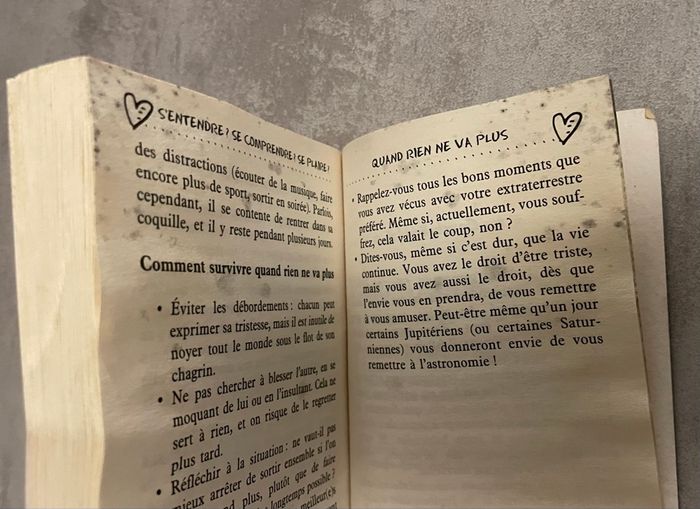 S'ENTENDRE ? SE COMPRENDRE ? SE PLAIRE ?
des distractions (écouter de la musique, faire
encore plus de sport, sortir en soirée). Parfois,
cependant, il se contente de rentrer dans sa
coquille, et il y reste pendant plusieurs jours.
Comment survivre quand rien ne va plus
• Éviter les débordements : chacun peut
exprimer sa tristesse, mais il est inutile de
noyer tout le monde sous le flot de son
chagrin.
• Ne pas chercher à blesser l'autre, en se
moquant de lui ou en l'insultant. Cela ne
sert à rien, et on risque de le regretter
plus tard.
• Réfléchir à la situation : ne vaut-il pas
mieux arrêter de sortir ensemble si l'on
plus, plutôt que de faire
longtemps possible ?
meilleur(e)s
QUAND RIEN NE VA PLUS
• Rappelez-vous tous les bons moments que
vous avez vécus avec votre extraterrestre
préféré. Même si, actuellement, vous souf-
frez, cela valait le coup, non ?
• Dites-vous, même si c'est dur, que la vie
continue. Vous avez le droit d'être triste,
mais vous avez aussi le droit, dès que
l'envie vous en prendra, de vous remettre
à vous amuser. Peut-être même qu'un jour
certains Jupitériens (ou certaines Satur-
niennes) vous donneront envie de vous
remettre à l'astronomie !